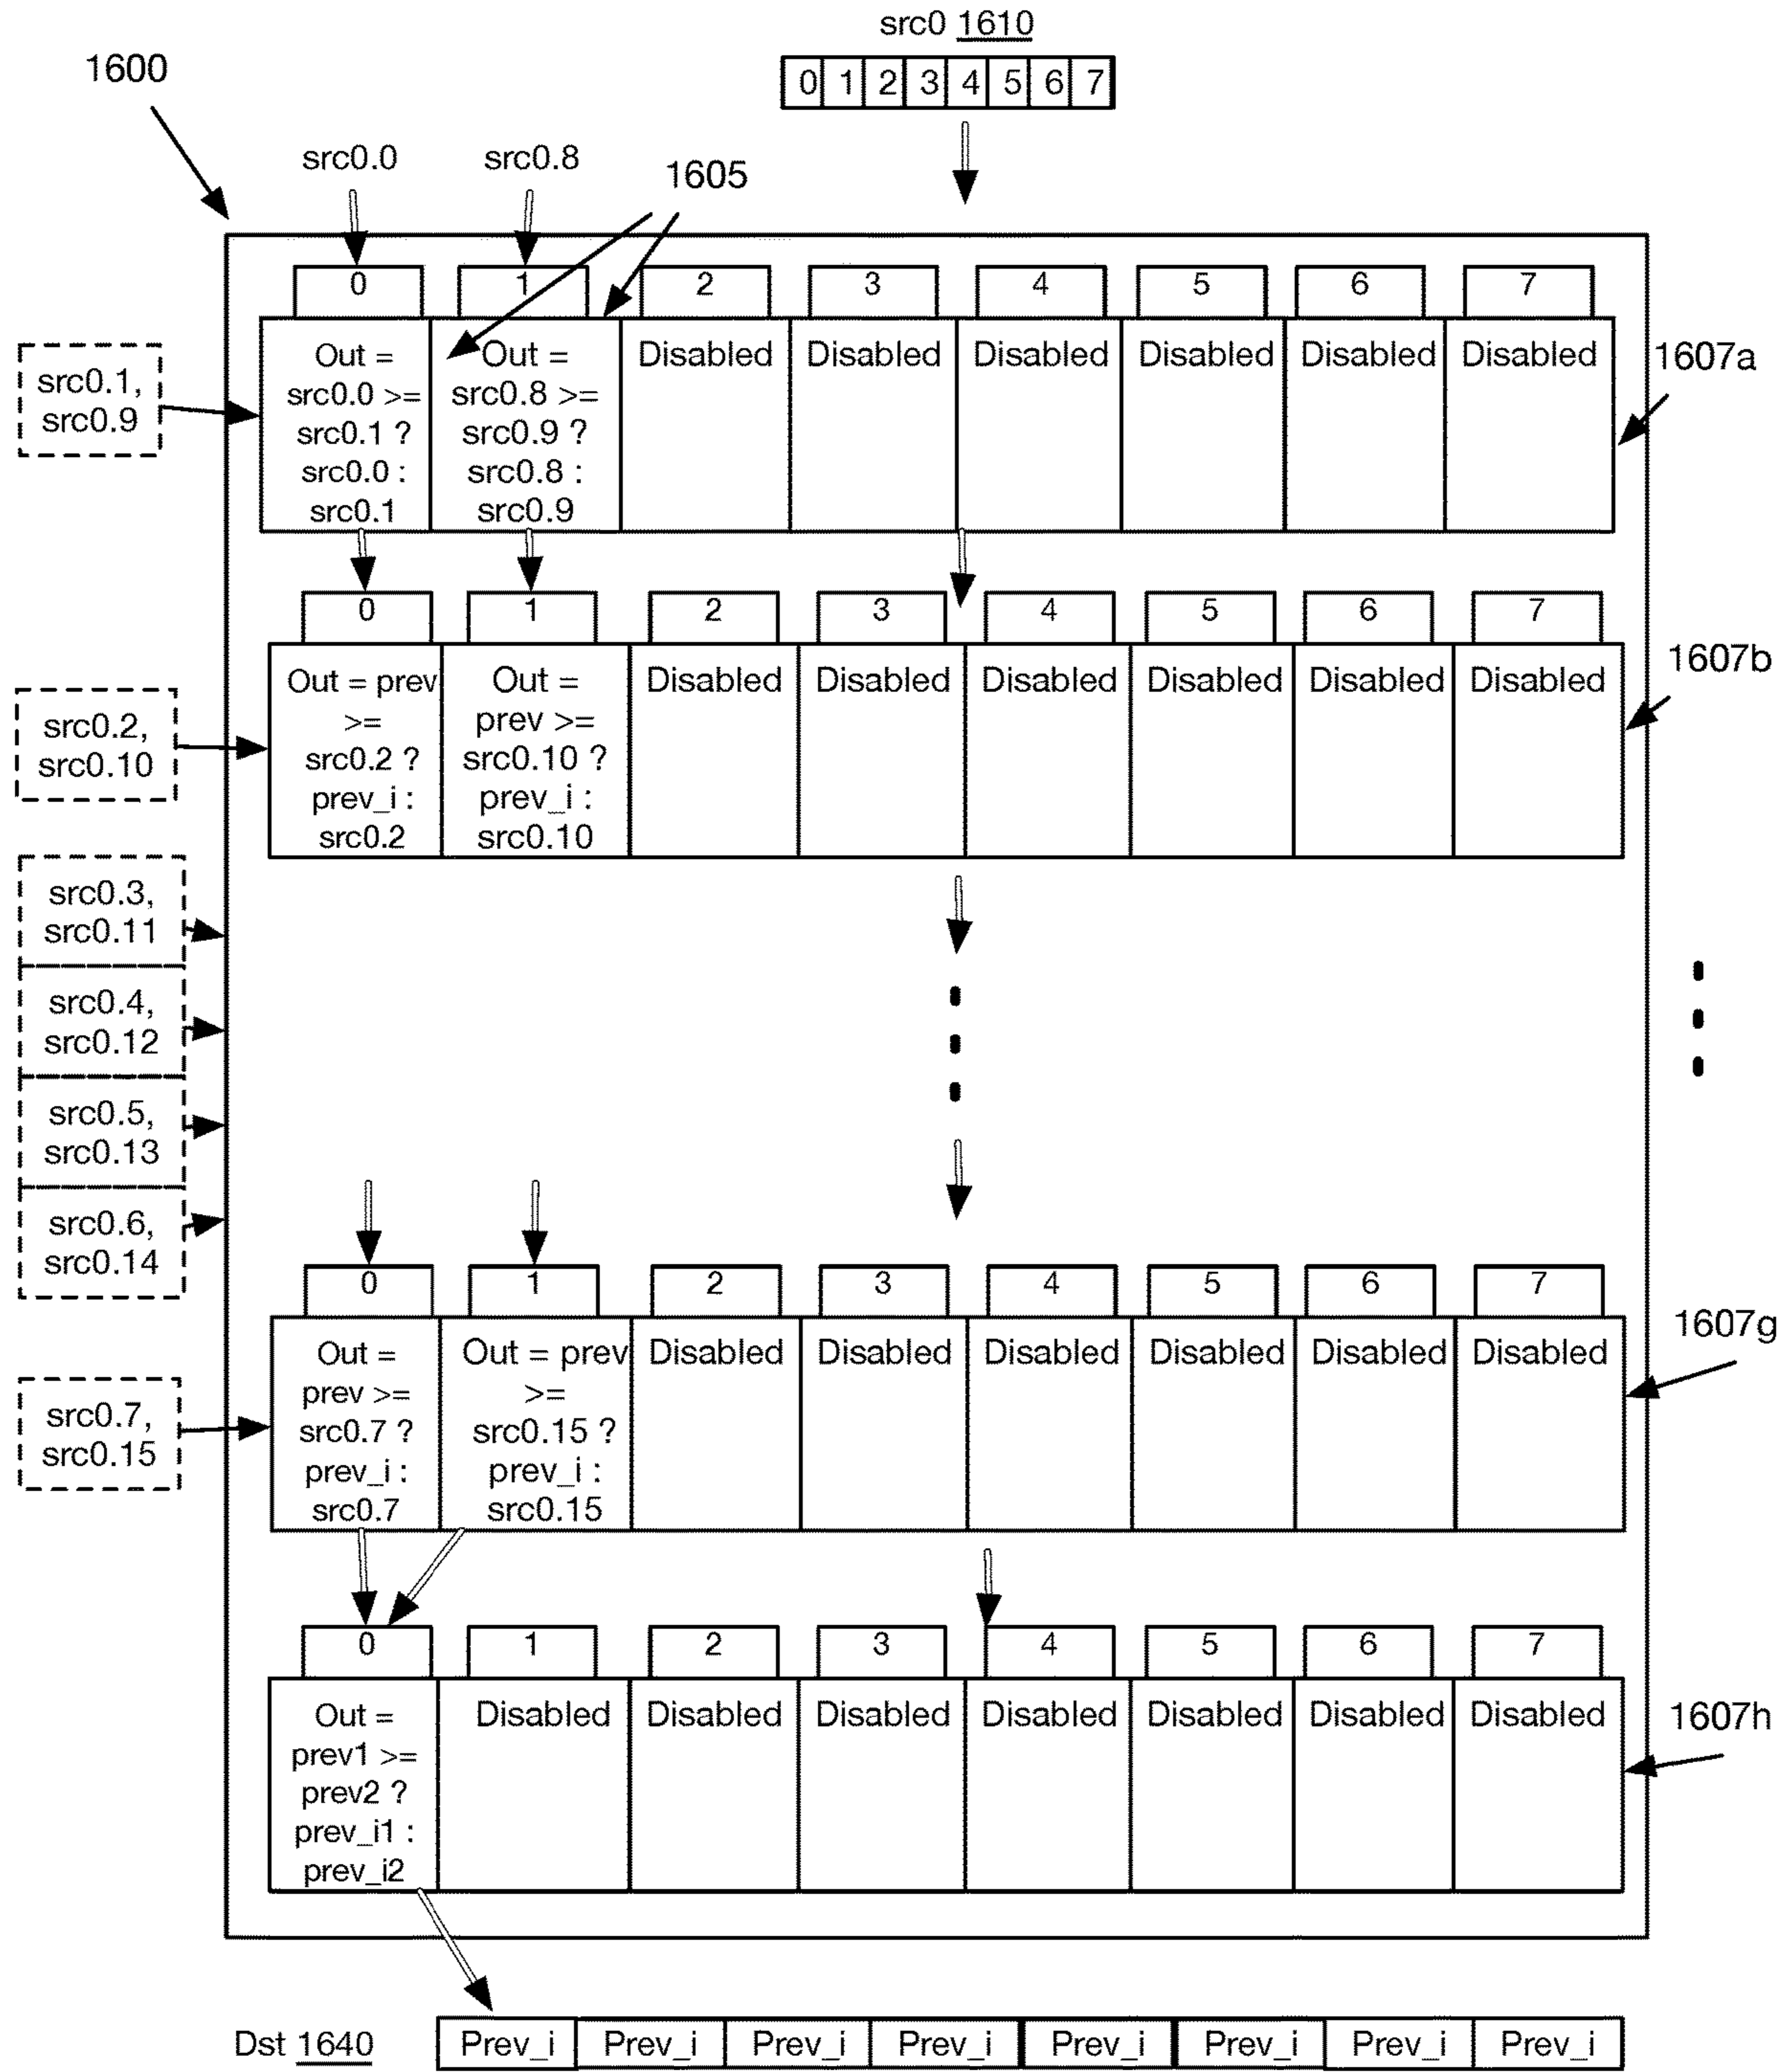 src0 1610
0 1 2 3 4 5 6 7
1600
src0.0 src0.8
1605
0 1 2 3 4 5 6 7
src0.1,
src0.9
Out =
src0.0 >=
src0.1 ?
src0.0 :
src0.1
Out =
src0.8 >=
src0.9 ?
src0.8 :
src0.9
Disabled Disabled Disabled Disabled Disabled Disabled
1607a
0 1 2 3 4 5 6 7
src0.2,
src0.10
Out = prev
>=
src0.2 ?
prev_i :
src0.2
Out =
prev >=
src0.10 ?
prev_i :
src0.10
Disabled Disabled Disabled Disabled Disabled Disabled
1607b
src0.3,
src0.11
src0.4,
src0.12
src0.5,
src0.13
src0.6,
src0.14
0 1 2 3 4 5 6 7
src0.7,
src0.15
Out =
prev >=
src0.7 ?
prev_i :
src0.7
Out = prev
>=
src0.15 ?
prev_i :
src0.15
Disabled Disabled Disabled Disabled Disabled Disabled
1607g
0 1 2 3 4 5 6 7
Out =
prev1 >=
prev2 ?
prev_i1 :
prev_i2
Disabled Disabled Disabled Disabled Disabled Disabled Disabled
1607h
Dst 1640
Prev_i Prev_i Prev_i Prev_i Prev_i Prev_i Prev_i Prev_i